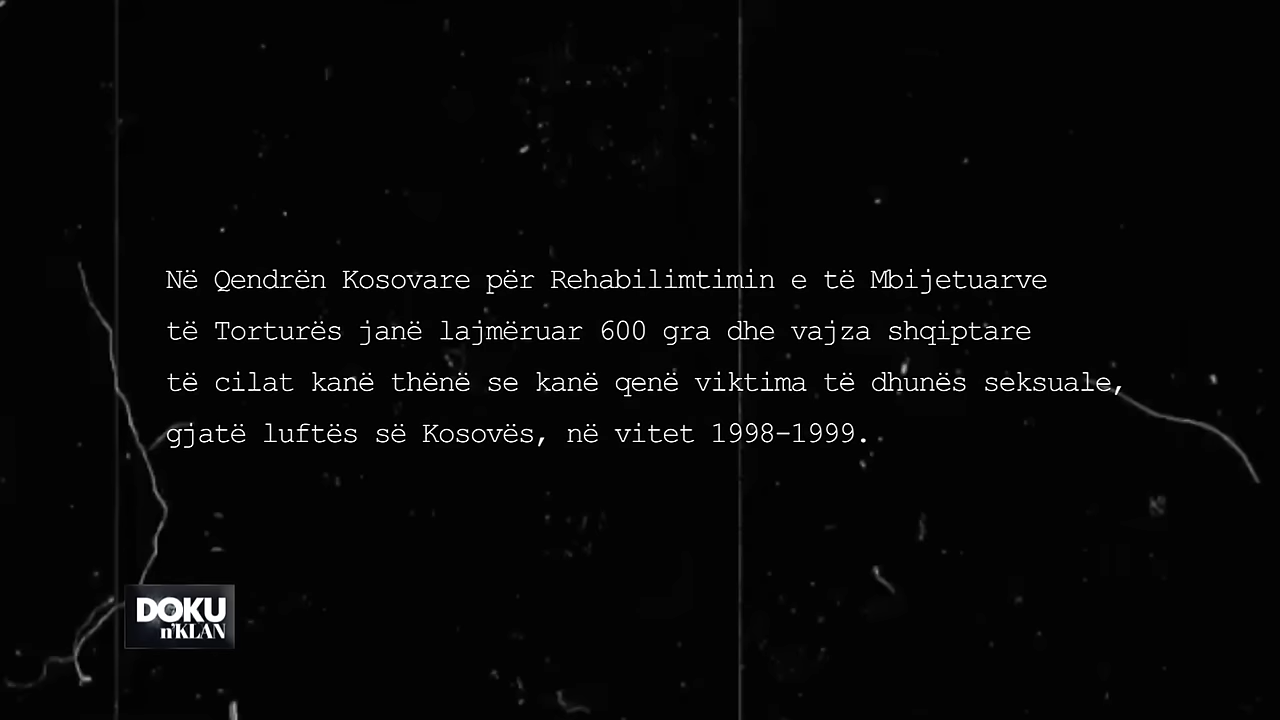 Në Qendrën Kosovare për Rehabilimtimin e të Mbijetuarve
të Torturës janë lajmëruar 600 gra dhe vajza shqiptare
të cilat kanë thënë se kanë qenë viktima të dhunës seksuale,
gjatë luftës së Kosovës, në vitet 1998-1999.
DOKU
n'KLAN